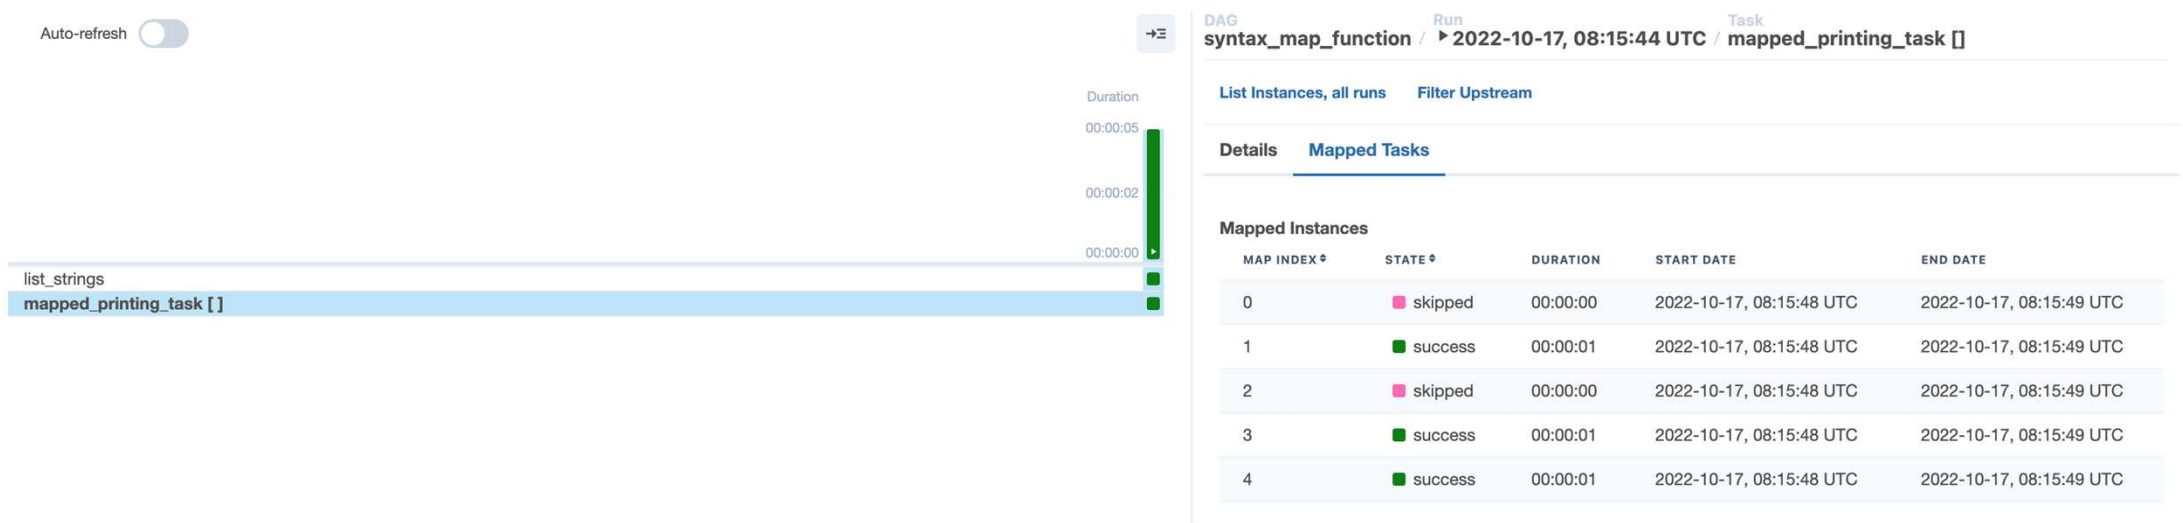 Auto-refresh
Duration
00:00:05
00:00:02
00:00:00
list_strings
mapped_printing_task [ ]
DAG Run Task
syntax_map_function / 2022-10-17, 08:15:44 UTC / mapped_printing_task []
List Instances, all runs Filter Upstream
Details Mapped Tasks
Mapped Instances
MAP INDEX STATE DURATION START DATE END DATE
0 skipped 00:00:00 2022-10-17, 08:15:48 UTC 2022-10-17, 08:15:49 UTC
1 success 00:00:01 2022-10-17, 08:15:48 UTC 2022-10-17, 08:15:49 UTC
2 skipped 00:00:00 2022-10-17, 08:15:48 UTC 2022-10-17, 08:15:49 UTC
3 success 00:00:01 2022-10-17, 08:15:48 UTC 2022-10-17, 08:15:49 UTC
4 success 00:00:01 2022-10-17, 08:15:48 UTC 2022-10-17, 08:15:49 UTC